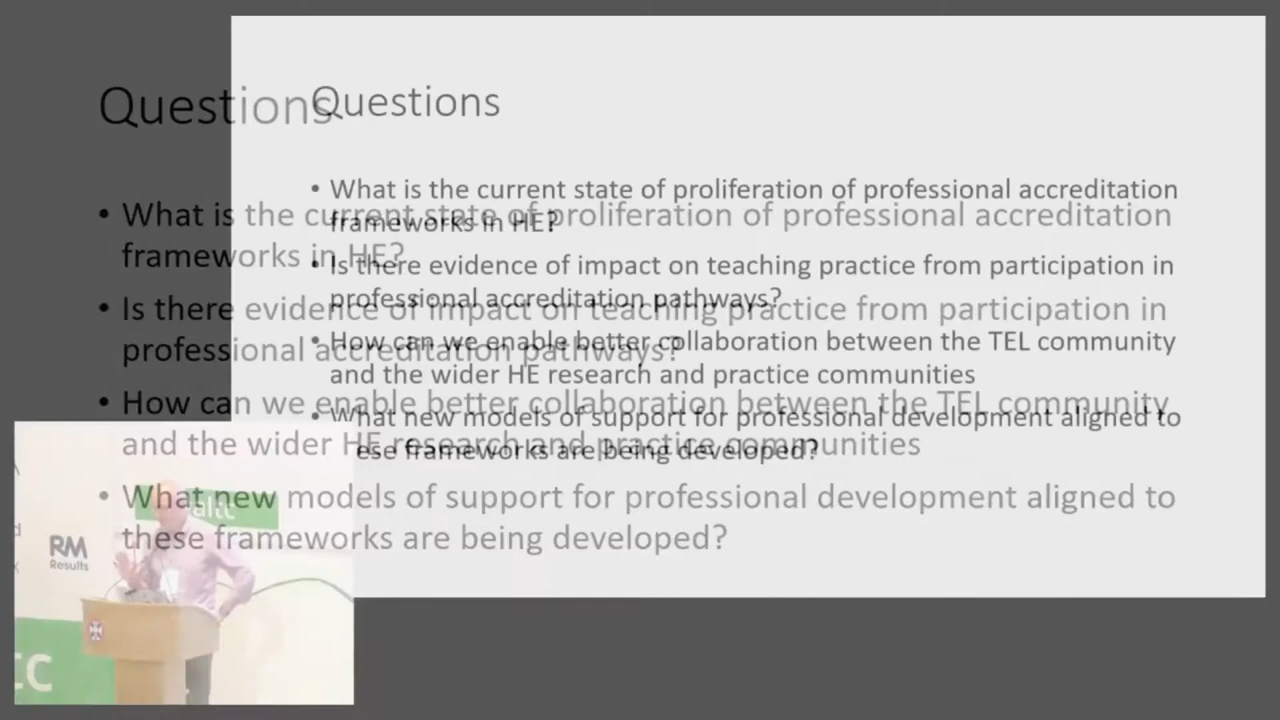 Questions
• What is the current state of proliferation of professional accreditation
frameworks in HE?
• Is there evidence of impact on teaching practice from participation in
professional accreditation pathways?
• How can we enable better collaboration between the TEL community
and the wider HE research and practice communities
• What new models of support for professional development aligned to
these frameworks are being developed?
Questions
• What is the current state of proliferation of professional accreditation
frameworks in HE?
• Is there evidence of impact on teaching practice from participation in
professional accreditation pathways?
• How can we enable better collaboration between the TEL community
and the wider HE research and practice communities
• What new models of support for professional development aligned to
ese frameworks are being developed?
altc
RM
Results
CC